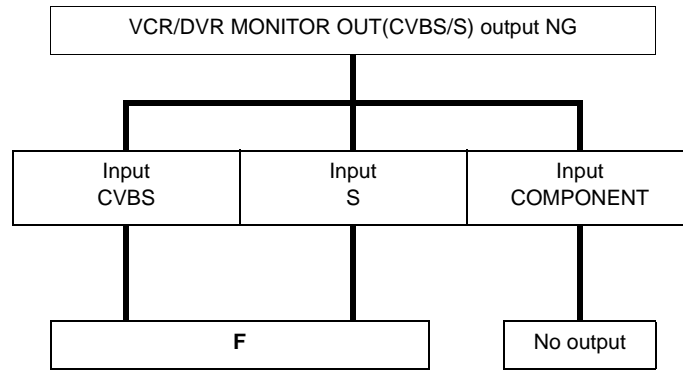 VCR/DVR MONITOR OUT(CVBS/S) output NG
Input
CVBS
Input
S
Input
COMPONENT
F
No output